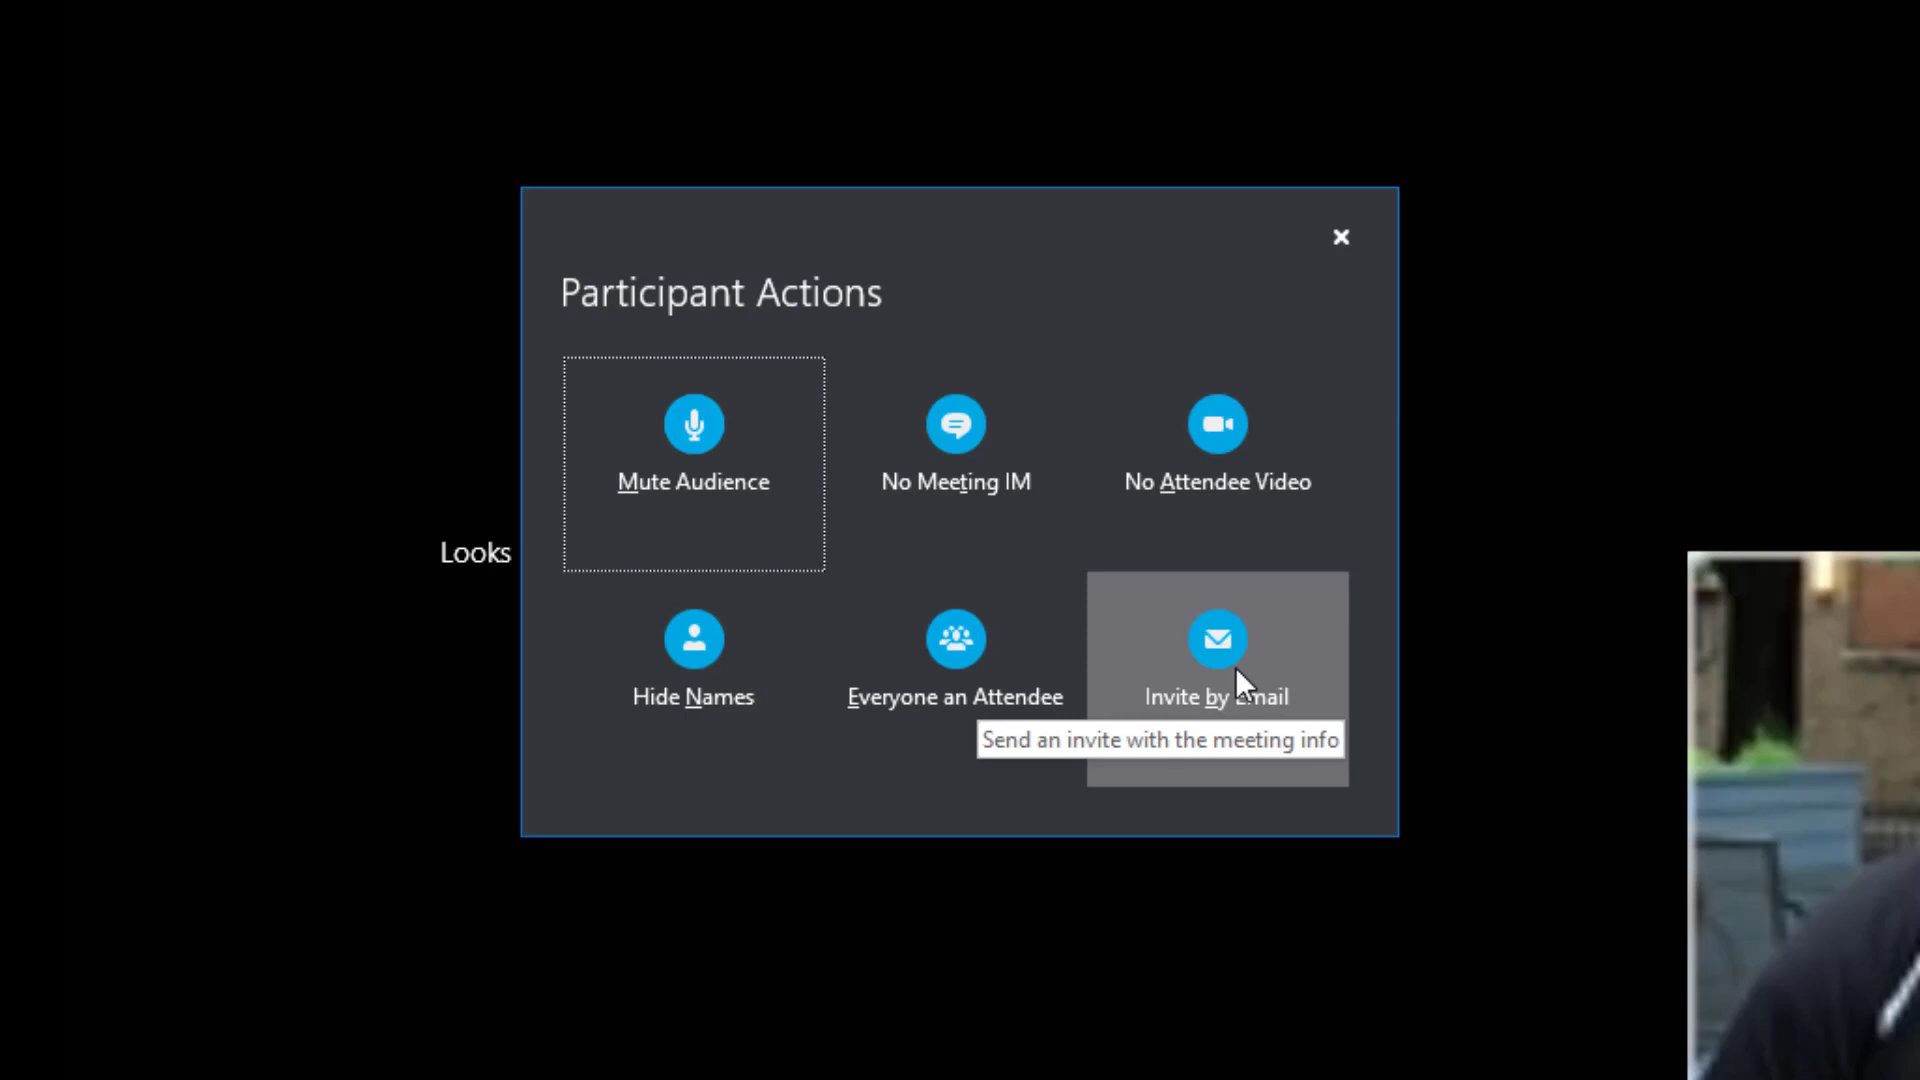 Participant Actions
Mute Audience
No Meeting IM
No Attendee Video
Looks
Hide Names
Everyone an Attendee
Invite by Email
Send an invite with the meeting info